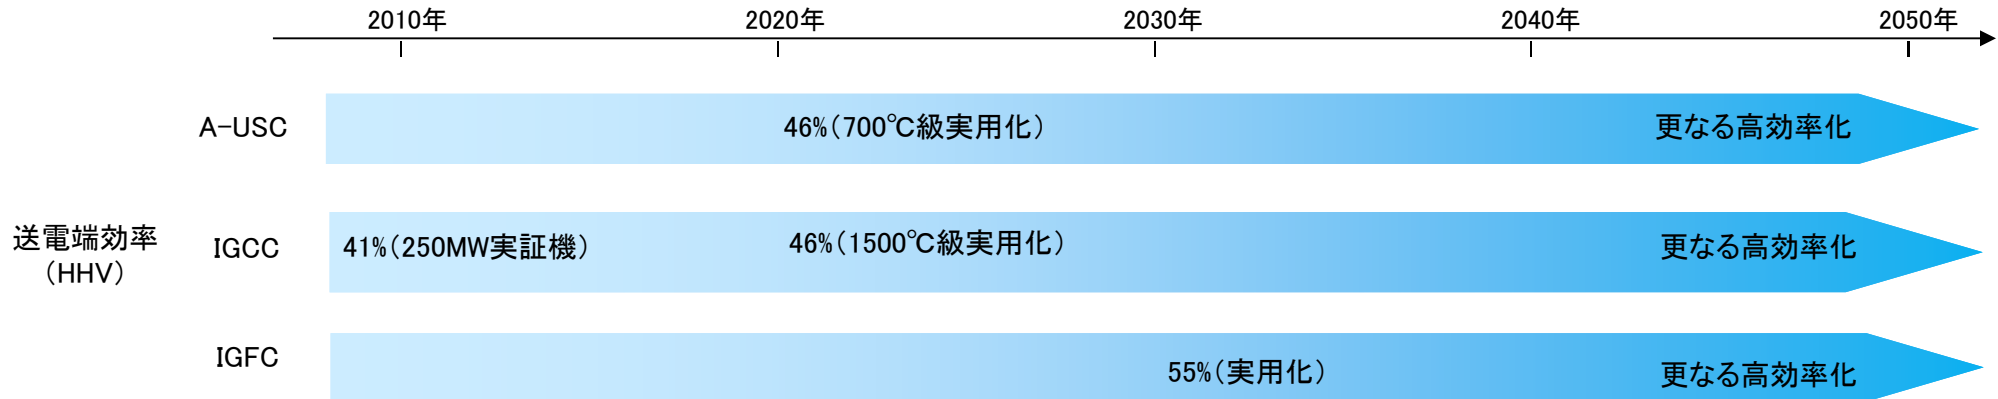 2010年 2020年 2030年 2040年 2050年
A-USC 46%(700℃級実用化) 更なる高効率化
送電端効率
(HHV)
IGCC 41%(250MW実証機) 46%(1500℃級実用化) 更なる高効率化
IGFC 55%(実用化) 更なる高効率化